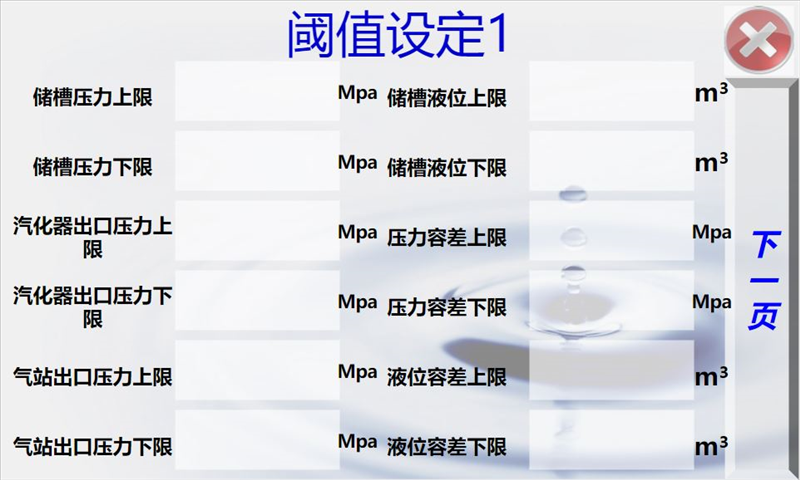 阈值设定1
储槽压力上限 Mpa 储槽液位上限 m³
储槽压力下限 Mpa 储槽液位下限 m³
汽化器出口压力上
限 Mpa 压力容差上限 Mpa
汽化器出口压力下
限 Mpa 压力容差下限 Mpa
气站出口压力上限 Mpa 液位容差上限 m³
气站出口压力下限 Mpa 液位容差下限 m³
下一页